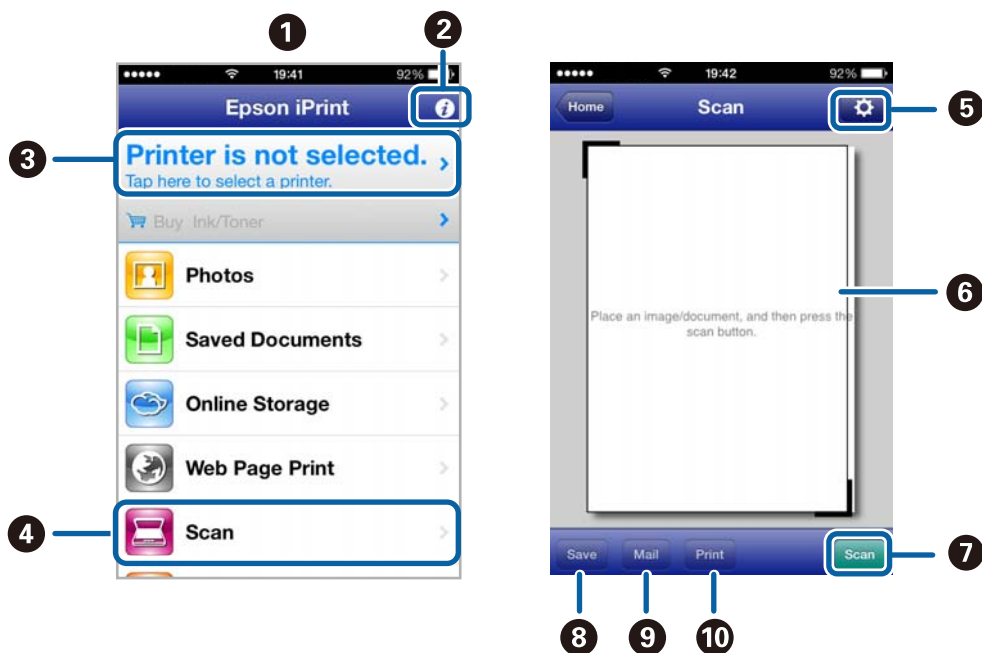 1
2
19:41
92%
Epson iPrint
i
3
Printer is not selected.
Tap here to select a printer.
Buy Ink/Toner
Photos
Saved Documents
Online Storage
Web Page Print
4
Scan
19:42
92%
Home
Scan
5
6
Place an image/document, and then press the
scan button.
Save
Mail
Print
Scan
7
8
9
10